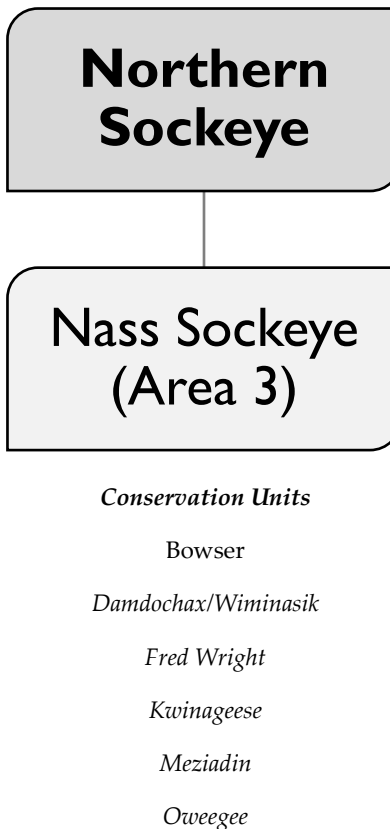 Northern
Sockeye
Nass Sockeye
(Area 3)
Conservation Units
Bowser
Damdochax/Wiminasik
Fred Wright
Kwinageese
Meziadin
Oweegee